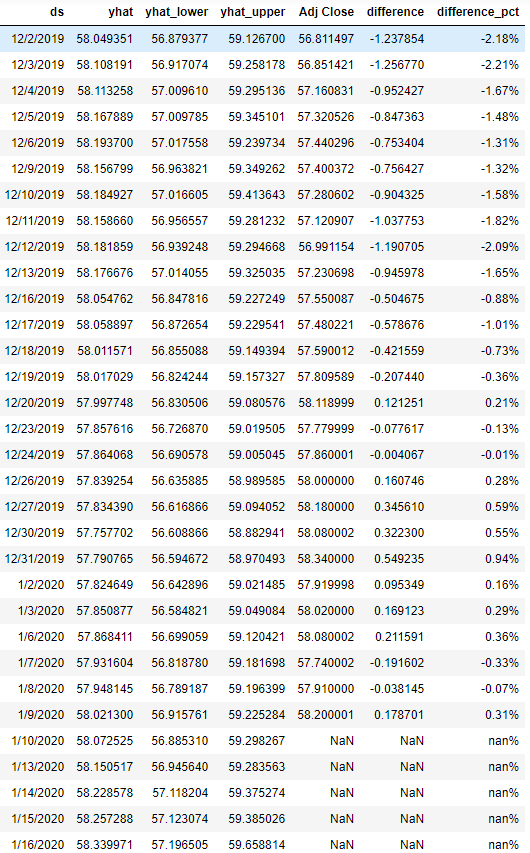 ds yhat yhat_lower yhat_upper Adj Close difference difference_pct
12/2/2019 58.049351 56.879377 59.126700 56.811497 -1.237854 -2.18%
12/3/2019 58.108191 56.917074 59.258178 56.851421 -1.256770 -2.21%
12/4/2019 58.113258 57.009610 59.295136 57.160831 -0.952427 -1.67%
12/5/2019 58.167889 57.009785 59.345101 57.320526 -0.847363 -1.48%
12/6/2019 58.193700 57.017558 59.239734 57.440296 -0.753404 -1.31%
12/9/2019 58.156799 56.963821 59.349262 57.400372 -0.756427 -1.32%
12/10/2019 58.184927 57.016605 59.413643 57.280602 -0.904325 -1.58%
12/11/2019 58.158660 56.956557 59.281232 57.120907 -1.037753 -1.82%
12/12/2019 58.181859 56.939248 59.294668 56.991154 -1.190705 -2.09%
12/13/2019 58.176676 57.014055 59.325035 57.230698 -0.945978 -1.65%
12/16/2019 58.054762 56.847816 59.227249 57.550087 -0.504675 -0.88%
12/17/2019 58.058897 56.872654 59.229541 57.480221 -0.578676 -1.01%
12/18/2019 58.011571 56.855088 59.149394 57.590012 -0.421559 -0.73%
12/19/2019 58.017029 56.824244 59.157327 57.809589 -0.207440 -0.36%
12/20/2019 57.997748 56.830506 59.080576 58.118999 0.121251 0.21%
12/23/2019 57.857616 56.726870 59.019505 57.779999 -0.077617 -0.13%
12/24/2019 57.864068 56.690578 59.005045 57.860001 -0.004067 -0.01%
12/26/2019 57.839254 56.635888 58.989585 58.000000 0.160746 0.28%
12/27/2019 57.834390 56.616866 59.094052 58.180000 0.345610 0.59%
12/30/2019 57.757702 56.608866 58.882941 58.080002 0.322300 0.55%
12/31/2019 57.790765 56.594672 58.970493 58.340000 0.549235 0.94%
1/2/2020 57.824649 56.642896 59.021485 57.919998 0.095349 0.16%
1/3/2020 57.850877 56.584821 59.049084 58.020000 0.169123 0.29%
1/6/2020 57.868411 56.699059 59.120421 58.080002 0.211591 0.36%
1/7/2020 57.931604 56.818780 59.181698 57.740002 -0.191602 -0.33%
1/8/2020 57.948145 56.789187 59.196399 57.910000 -0.038145 -0.07%
1/9/2020 58.021300 56.915761 59.225284 58.200001 0.178701 0.31%
1/10/2020 58.072525 56.885310 59.298267 NaN NaN nan%
1/13/2020 58.150517 56.945640 59.283563 NaN NaN nan%
1/14/2020 58.228578 57.118204 59.375274 NaN NaN nan%
1/15/2020 58.257288 57.123074 59.385026 NaN NaN nan%
1/16/2020 58.339971 57.196505 59.658814 NaN NaN nan%